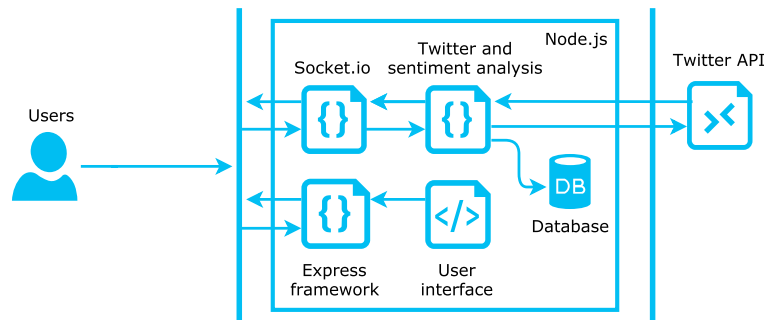 Node.js
Twitter and
sentiment analysis
Socket.io
Twitter API
Users
{}
{}
><
DB
Database
{}
</>
Express
framework
User
interface